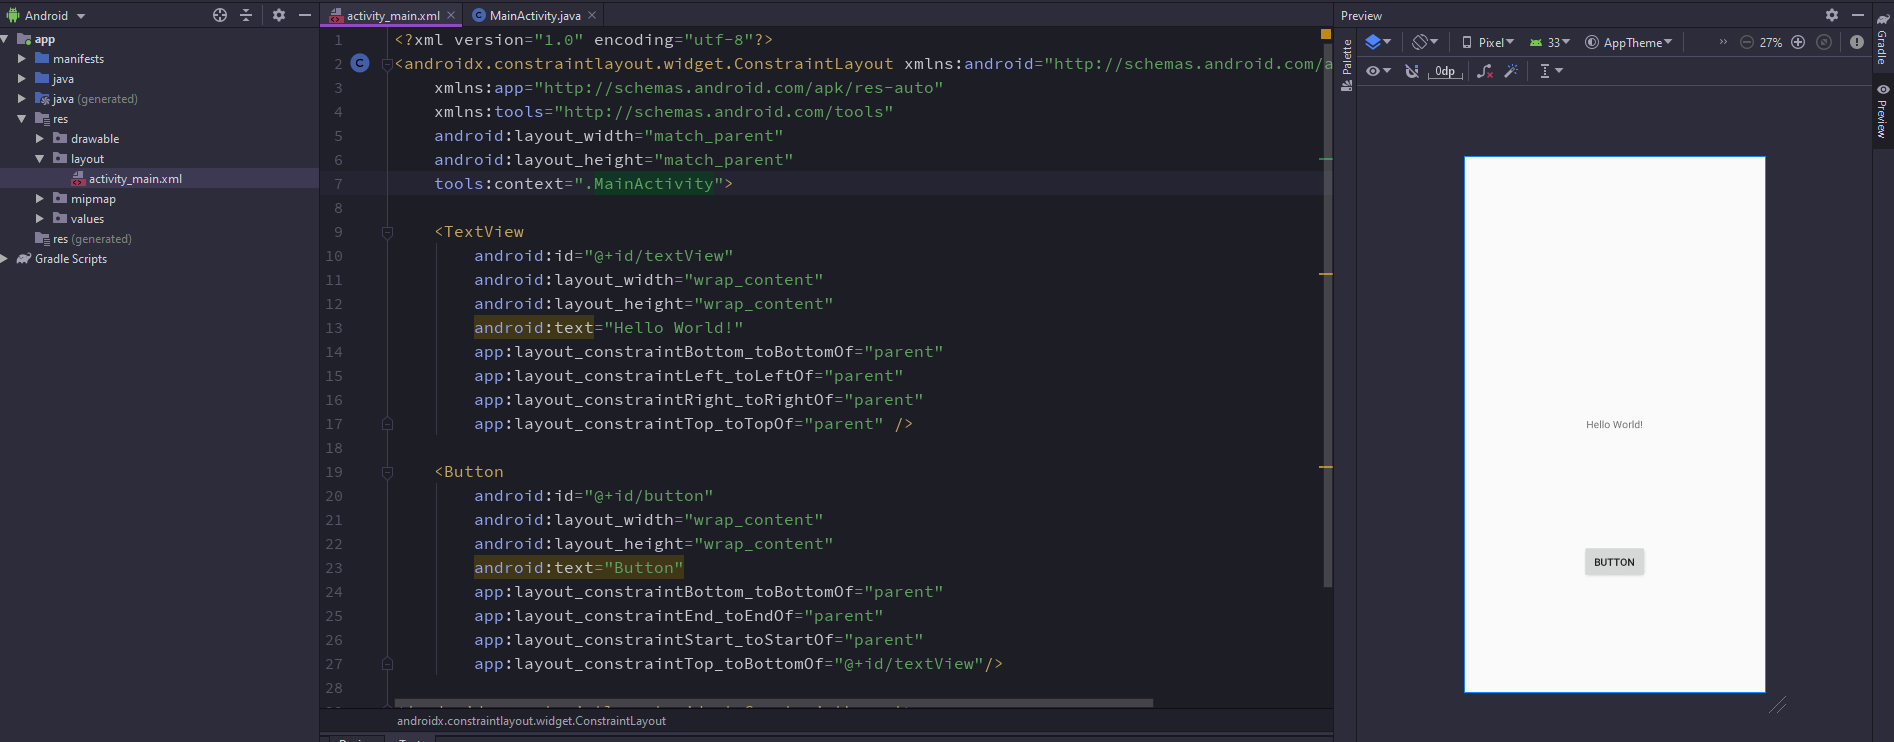 Android
app
manifests
java
java (generated)
res
drawable
layout
activity_main.xml
mipmap
values
res (generated)
Gradle Scripts
activity_main.xml
MainActivity.java
1 <?xml version="1.0" encoding="utf-8"?>
2 <androidx.constraintlayout.widget.ConstraintLayout xmlns:android="http://schemas.android.com/a
3 xmlns:app="http://schemas.android.com/apk/res-auto"
4 xmlns:tools="http://schemas.android.com/tools"
5 android:layout_width="match_parent"
6 android:layout_height="match_parent"
7 tools:context=".MainActivity">
8
9 <TextView
10 android:id="@+id/textView"
11 android:layout_width="wrap_content"
12 android:layout_height="wrap_content"
13 android:text="Hello World!"
14 app:layout_constraintBottom_toBottomOf="parent"
15 app:layout_constraintLeft_toLeftOf="parent"
16 app:layout_constraintRight_toRightOf="parent"
17 app:layout_constraintTop_toTopOf="parent" />
18
19 <Button
20 android:id="@+id/button"
21 android:layout_width="wrap_content"
22 android:layout_height="wrap_content"
23 android:text="Button"
24 app:layout_constraintBottom_toBottomOf="parent"
25 app:layout_constraintEnd_toEndOf="parent"
26 app:layout_constraintStart_toStartOf="parent"
27 app:layout_constraintTop_toBottomOf="@+id/textView"/>
28
androidx.constraintlayout.widget.ConstraintLayout
Preview
Palette
Pixel 33 AppTheme » 27%
0dp
Hello World!
BUTTON
Gradle
Preview